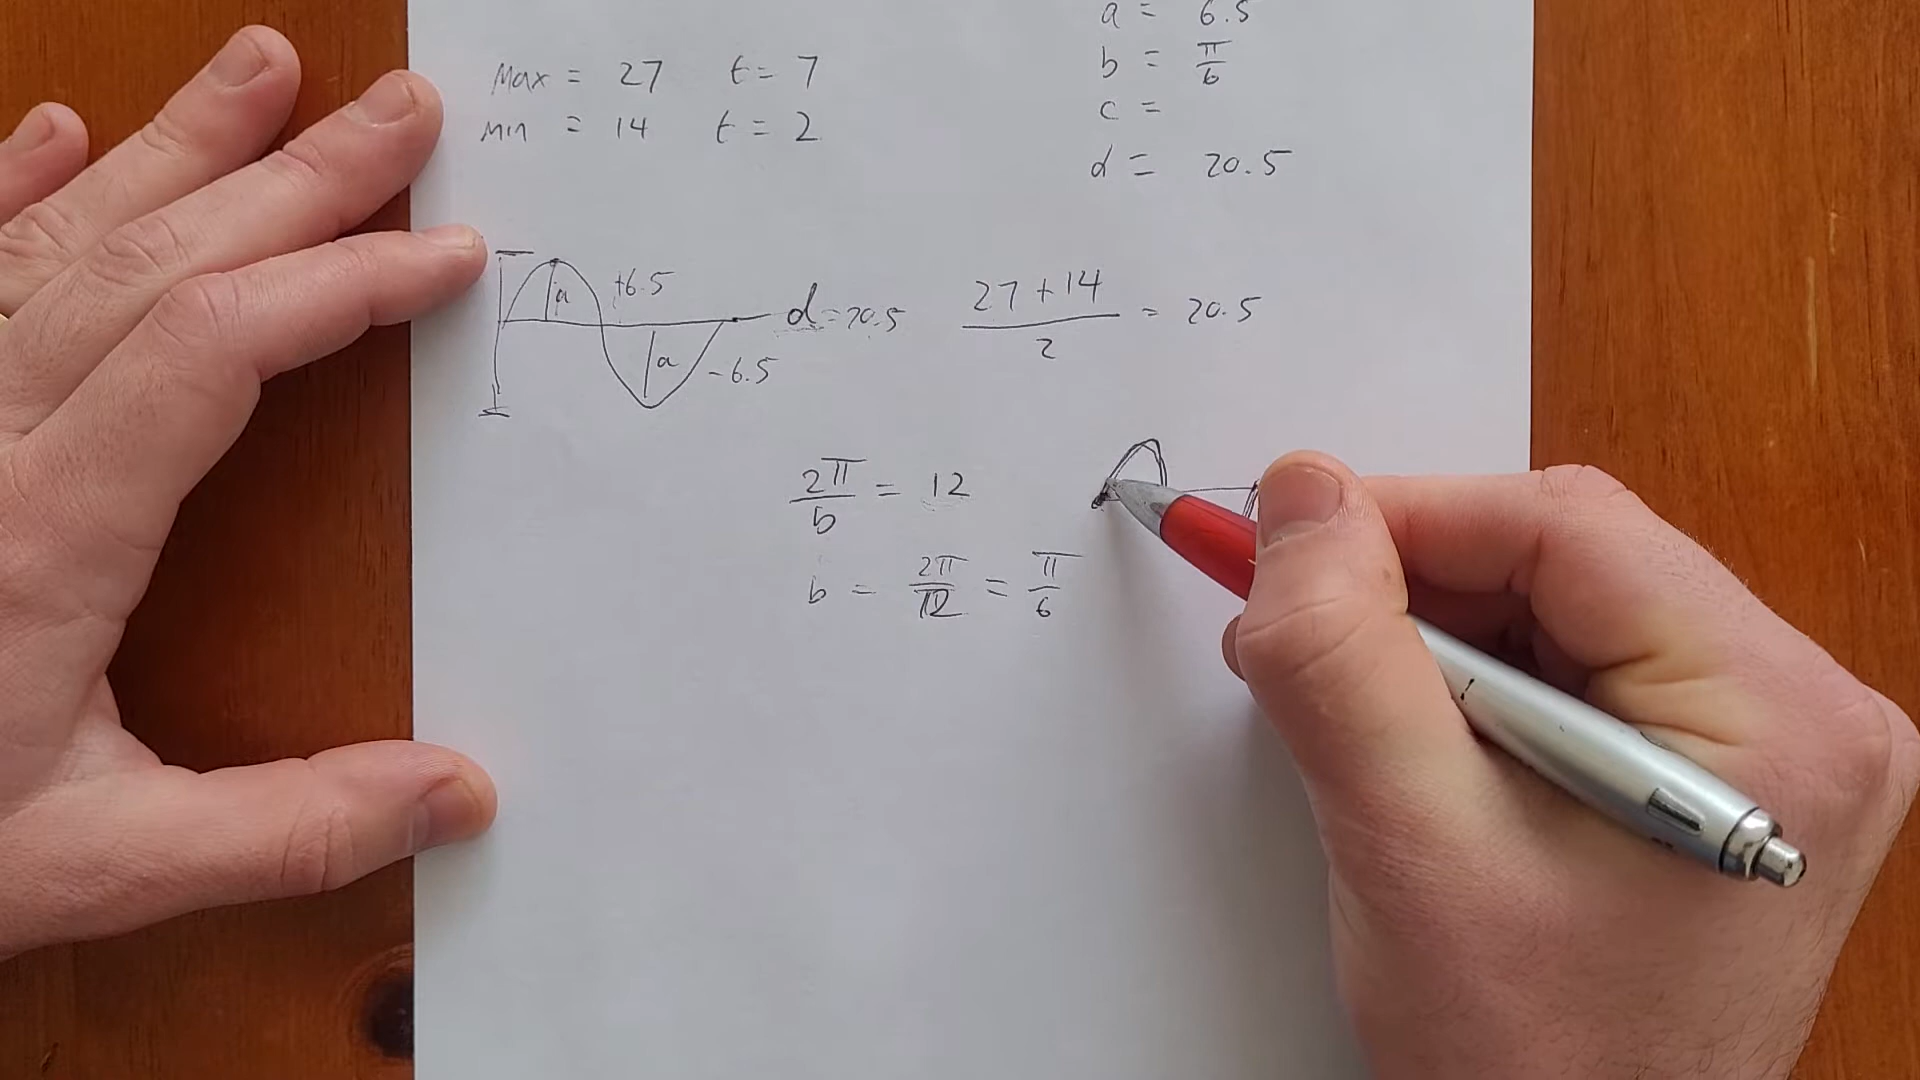 a = 6.5
Max = 27 t = 7
b = π/6
Min = 14 t = 2
c =
d = 20.5
a +6.5
d = 20.5
27 + 14 / 2 = 20.5
a -6.5
2π/b = 12
b = 2π/12 = π/6